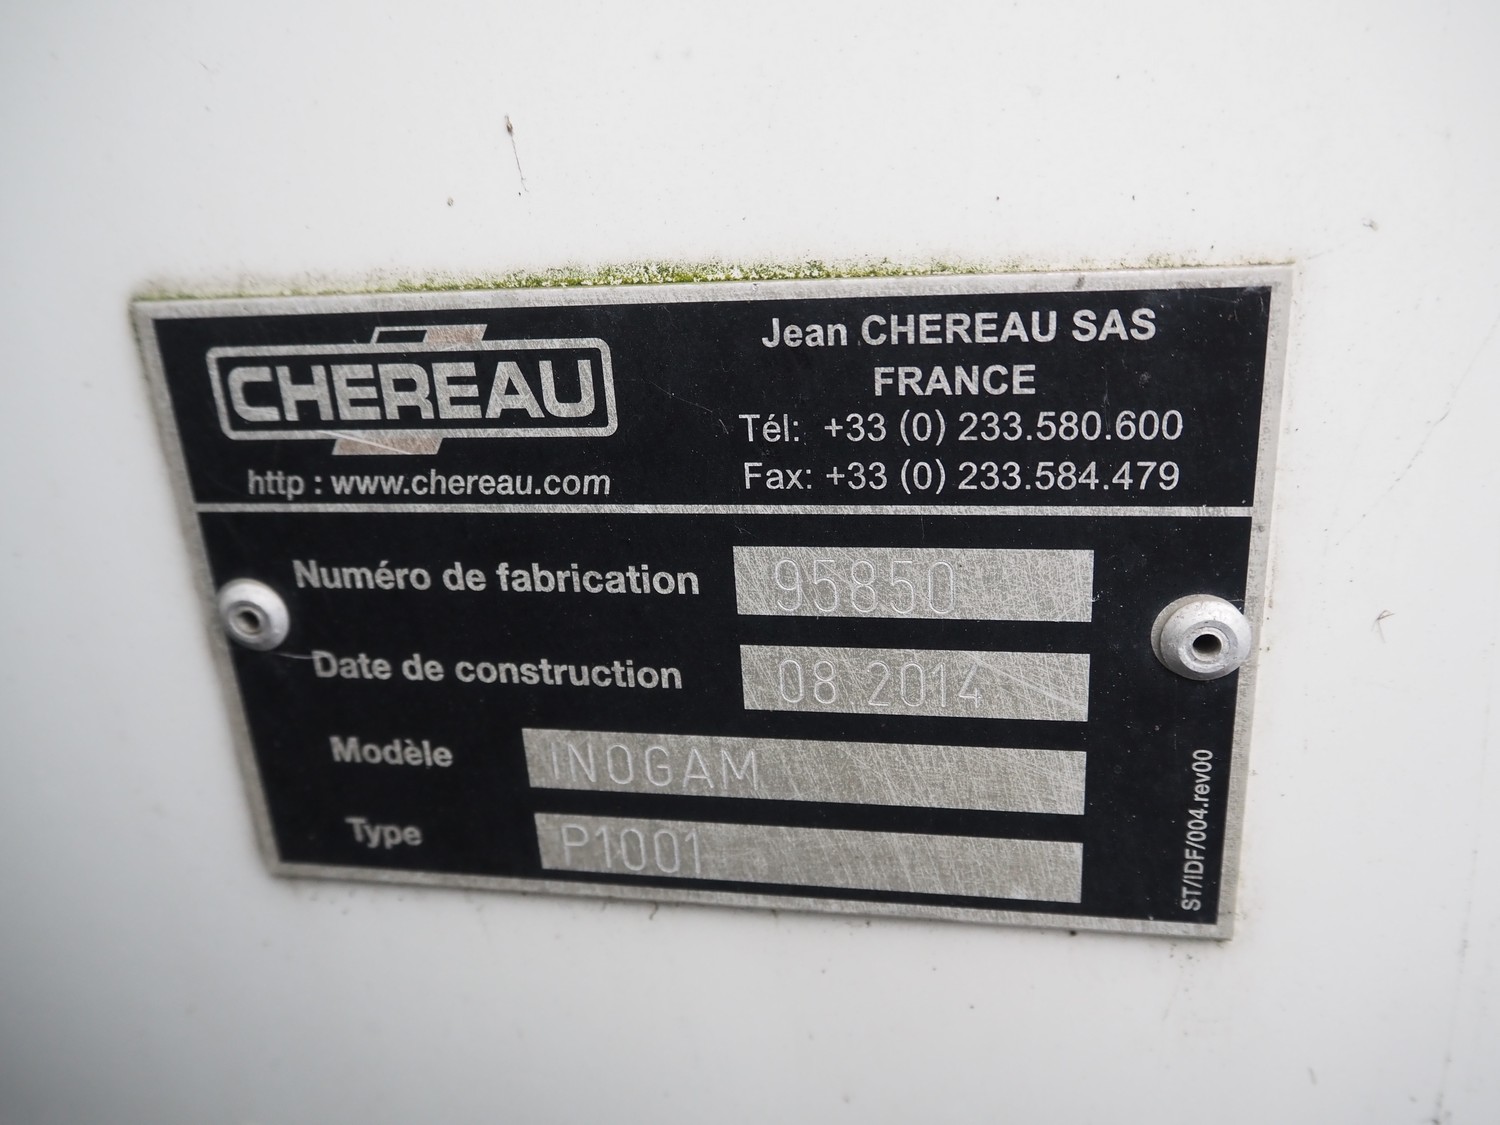 CHEREAU
http : www.chereau.com
Jean CHEREAU SAS
FRANCE
Tél: +33 (0) 233.580.600
Fax: +33 (0) 233.584.479
Numéro de fabrication 95850
Date de construction 08 2014
Modèle INOGAM
Type P1001
ST/IDF/004.rev00